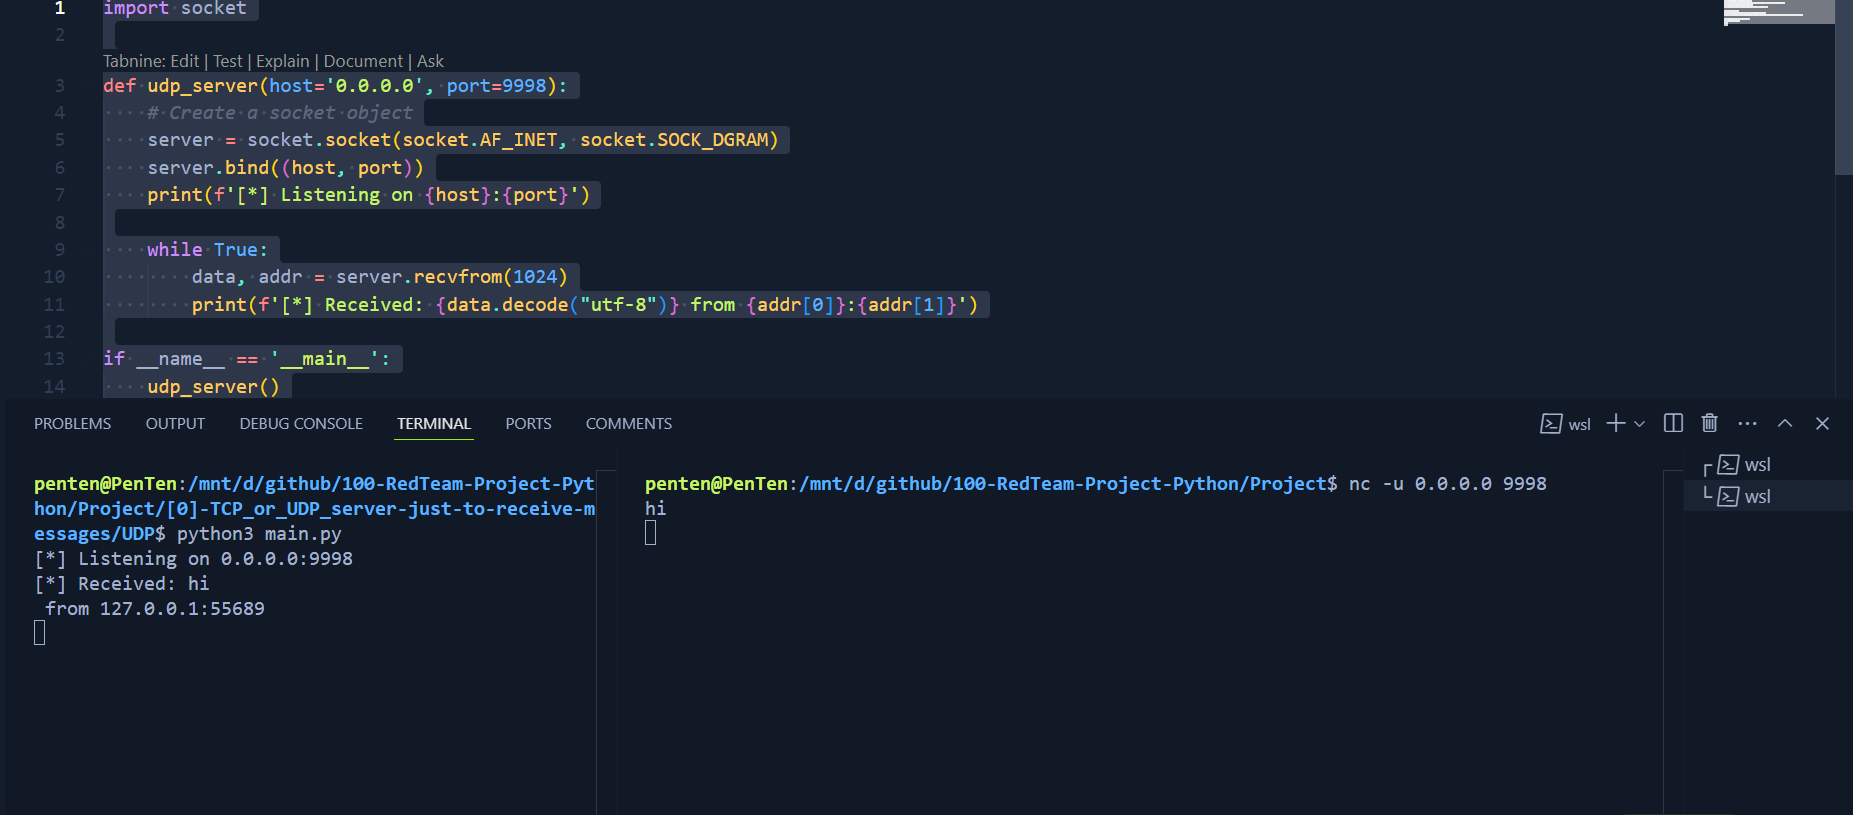 1 import socket
2
Tabnine: Edit | Test | Explain | Document | Ask
3 def udp_server(host='0.0.0.0', port=9998):
4     # Create a socket object
5     server = socket.socket(socket.AF_INET, socket.SOCK_DGRAM)
6     server.bind((host, port))
7     print(f'[*] Listening on {host}:{port}')
8
9     while True:
10         data, addr = server.recvfrom(1024)
11         print(f'[*] Received: {data.decode("utf-8")} from {addr[0]}:{addr[1]}')
12
13 if __name__ == '__main__':
14     udp_server()
PROBLEMS OUTPUT DEBUG CONSOLE TERMINAL PORTS COMMENTS wsl
penten@PenTen:/mnt/d/github/100-RedTeam-Project-Pyt
hon/Project/[0]-TCP_or_UDP_server-just-to-receive-m
essages/UDP$ python3 main.py
[*] Listening on 0.0.0.0:9998
[*] Received: hi
 from 127.0.0.1:55689
penten@PenTen:/mnt/d/github/100-RedTeam-Project-Python/Project$ nc -u 0.0.0.0 9998
hi
wsl
wsl